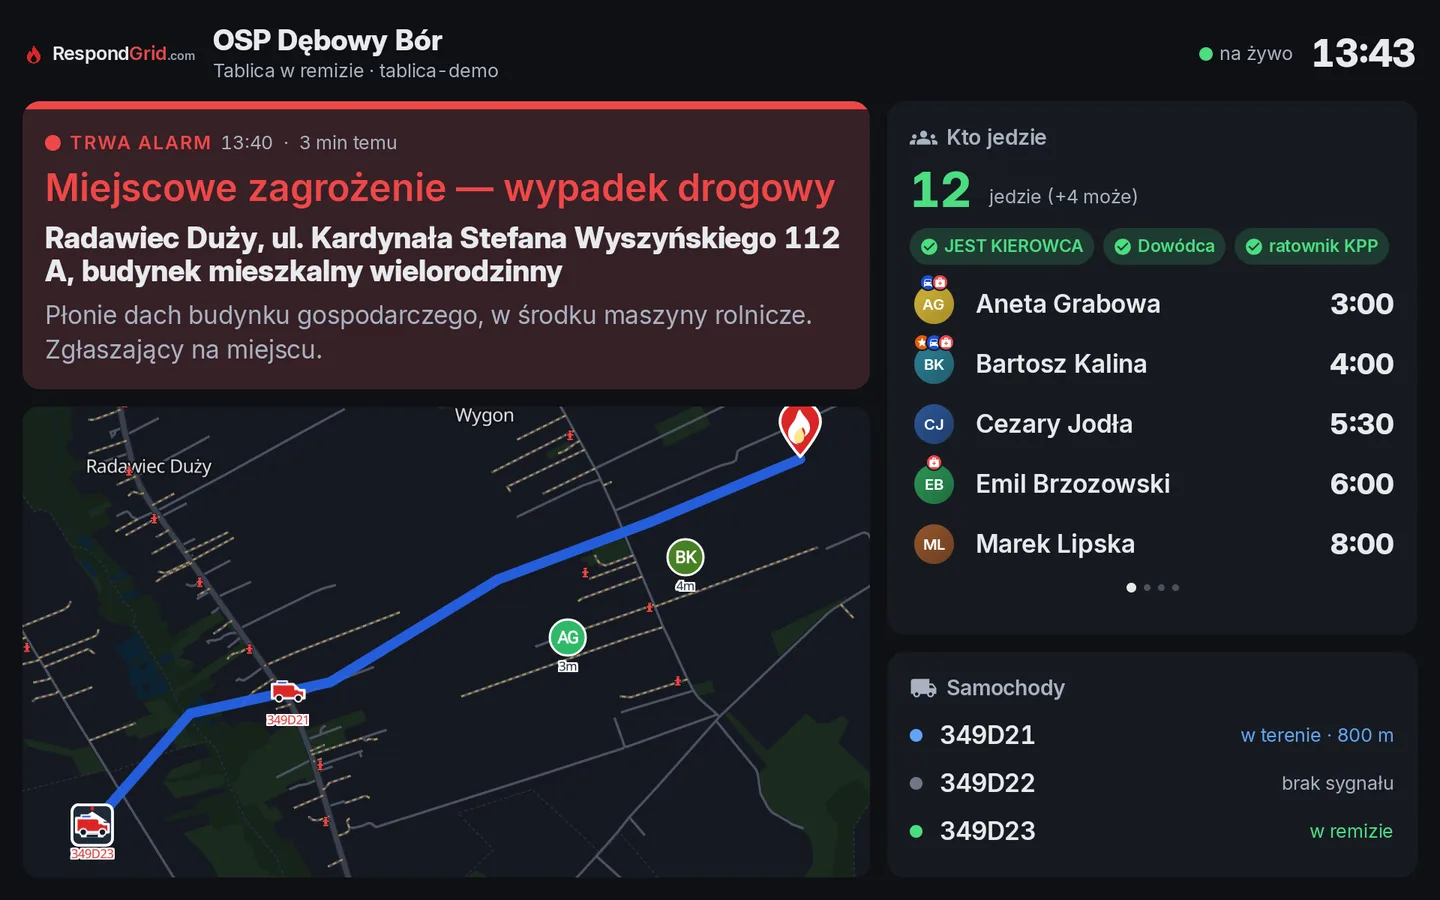 RespondGrid.com
OSP Dębowy Bór
Tablica w remizie · tablica-demo
na żywo 13:43
TRWA ALARM 13:40 · 3 min temu
Miejscowe zagrożenie — wypadek drogowy
Radawiec Duży, ul. Kardynała Stefana Wyszyńskiego 112
A, budynek mieszkalny wielorodzinny
Płonie dach budynku gospodarczego, w środku maszyny rolnicze.
Zgłaszający na miejscu.
Wygon
Radawiec Duży
BK
4m
AG
3m
349D21
349D23
Kto jedzie
12 jedzie (+4 może)
JEST KIEROWCA Dowódca ratownik KPP
AG Aneta Grabowa 3:00
BK Bartosz Kalina 4:00
CJ Cezary Jodła 5:30
EB Emil Brzozowski 6:00
ML Marek Lipska 8:00
Samochody
349D21 w terenie · 800 m
349D22 brak sygnału
349D23 w remizie